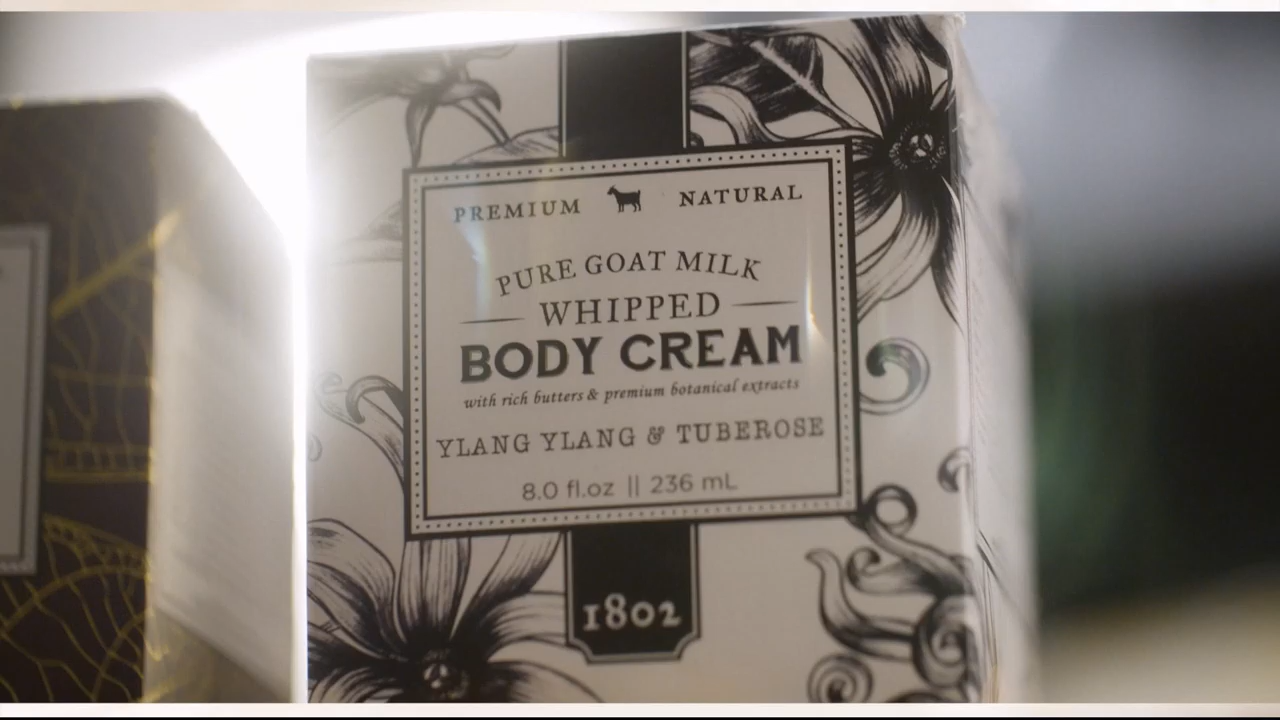 PREMIUM NATURAL
PURE GOAT MILK
WHIPPED
BODY CREAM
with rich butters & premium botanical extracts
YLANG YLANG & TUBEROSE
8.0 fl.oz || 236 mL
1802